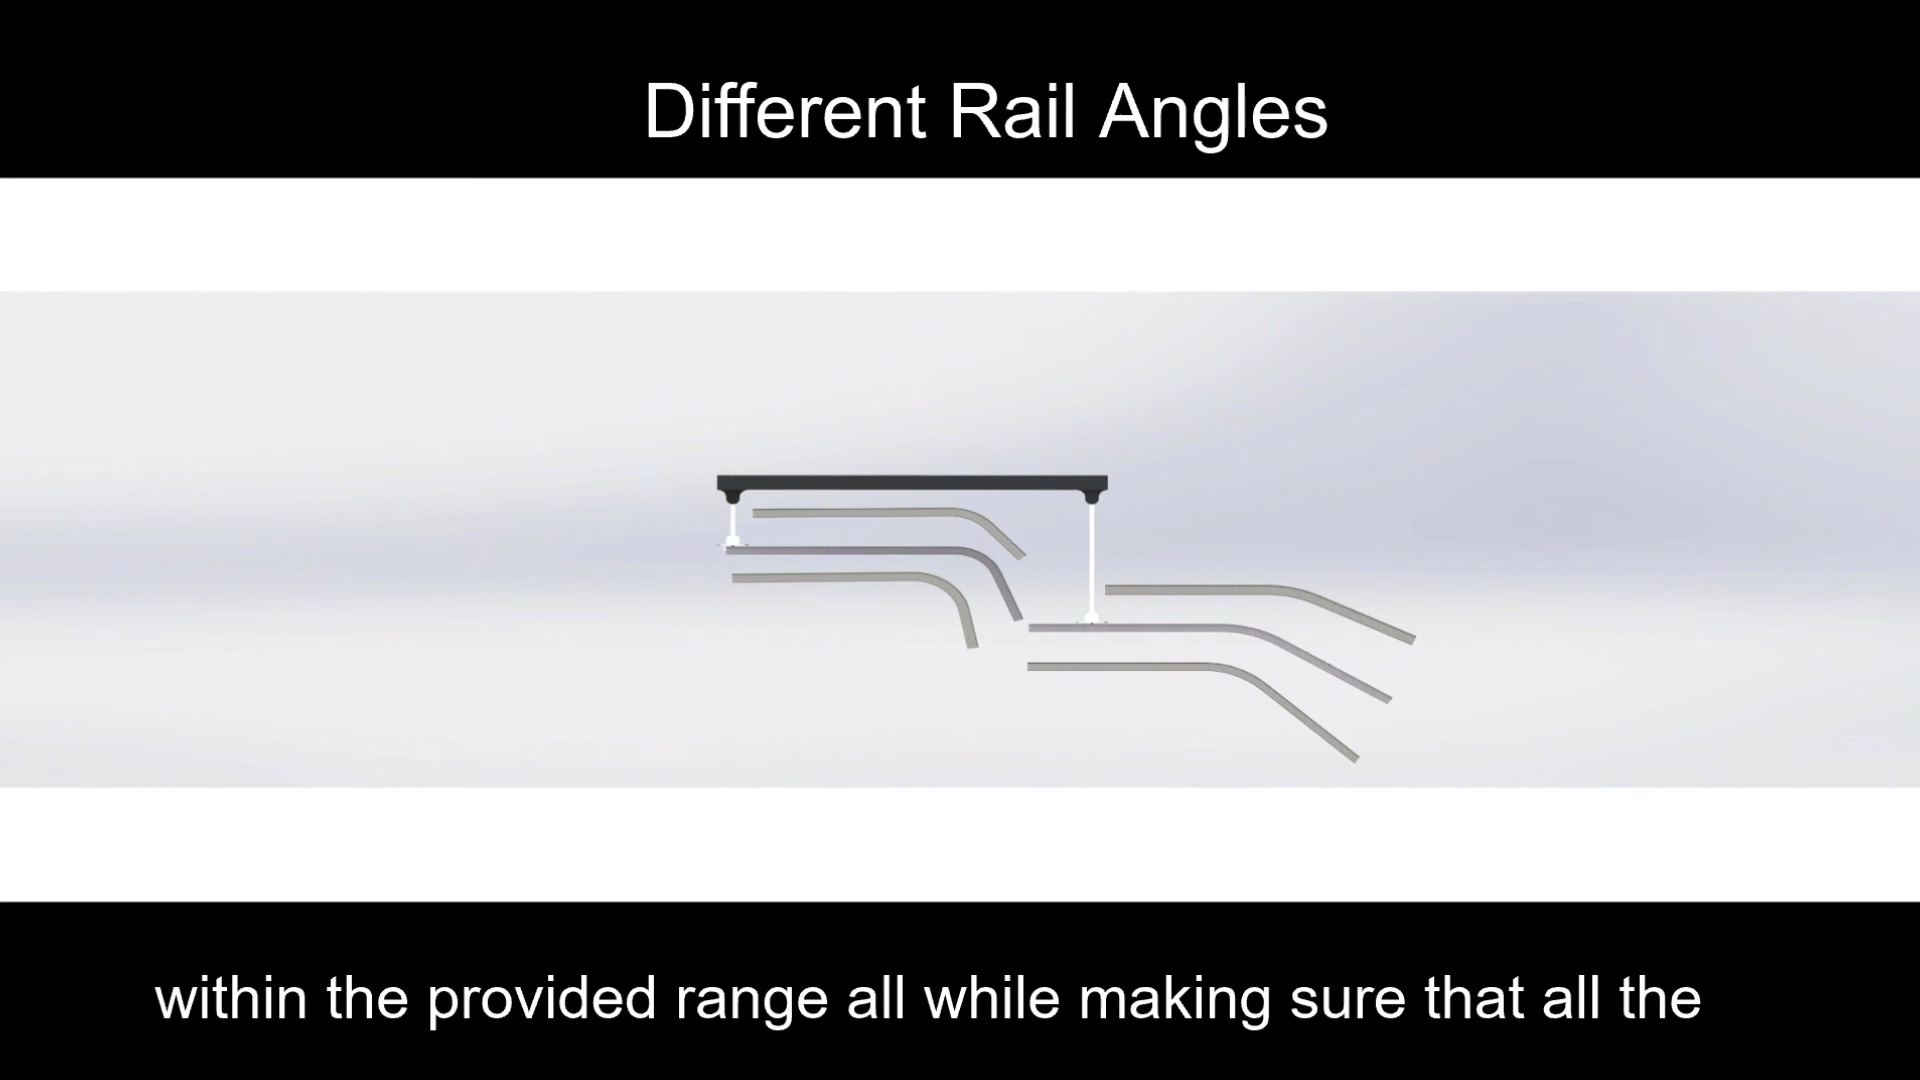 Different Rail Angles
within the provided range all while making sure that all the